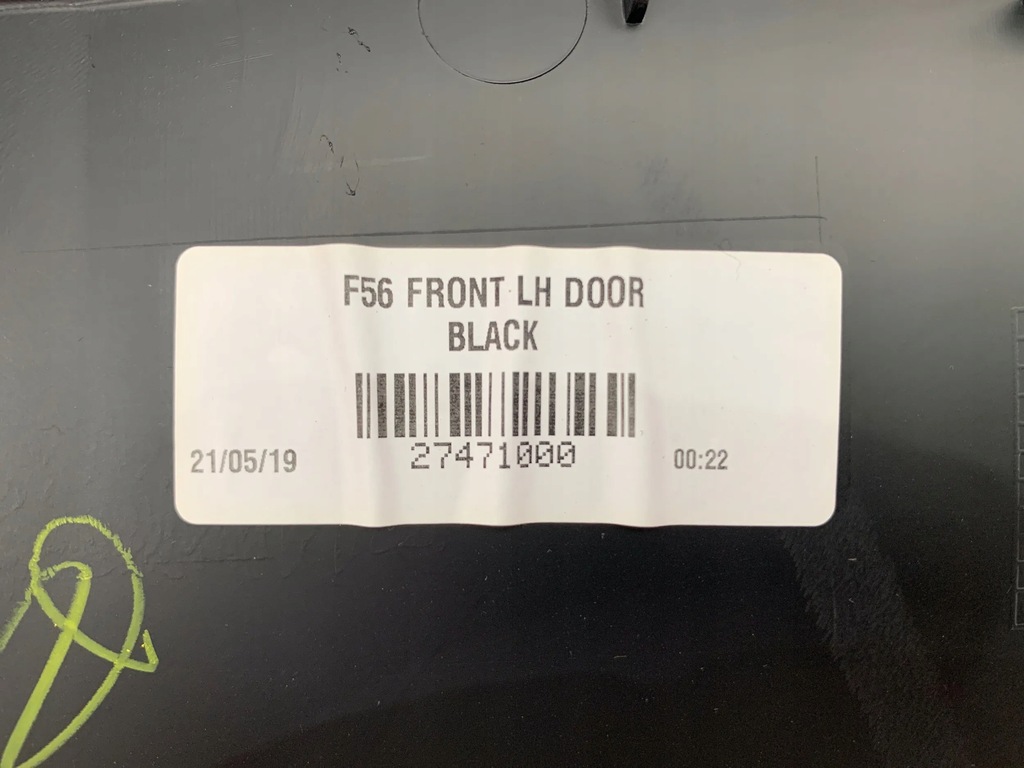 F56 FRONT LH DOOR
BLACK
27471000
21/05/19
00:22